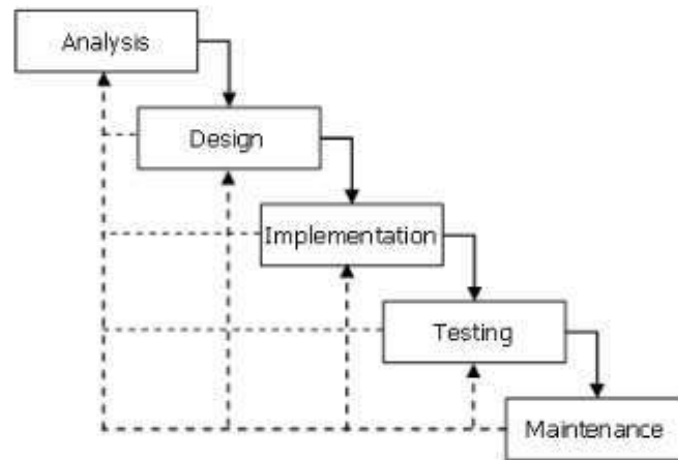 Analysis
Design
Implementation
Testing
Maintenance